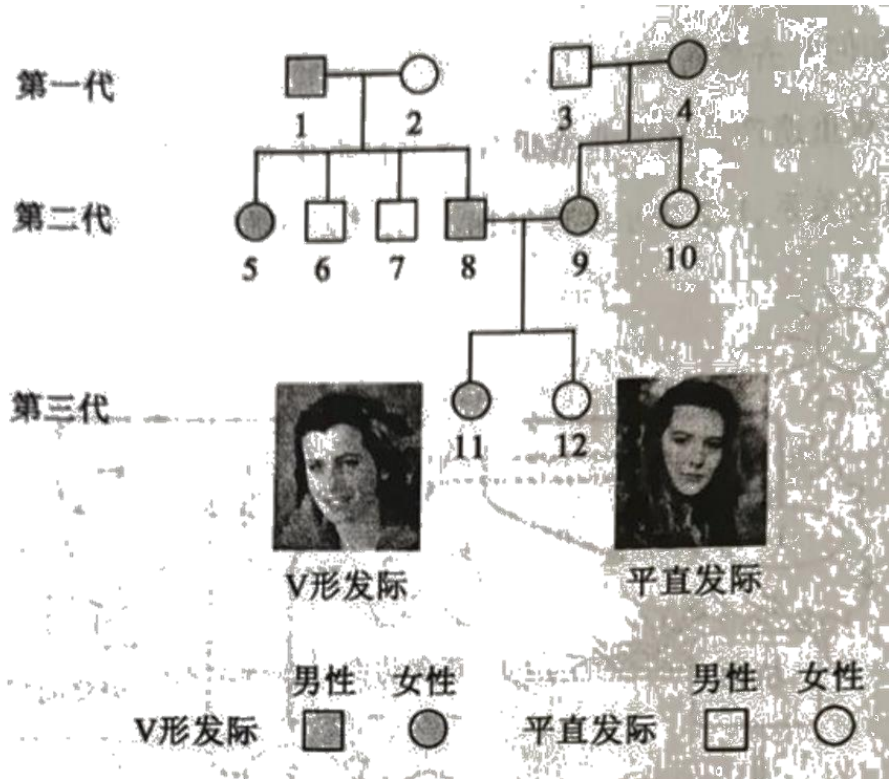 第一代
1 2 3 4
第二代
5 6 7 8 9 10
第三代
11 12
V形发际 平直发际
男性 女性 男性 女性
V形发际 平直发际